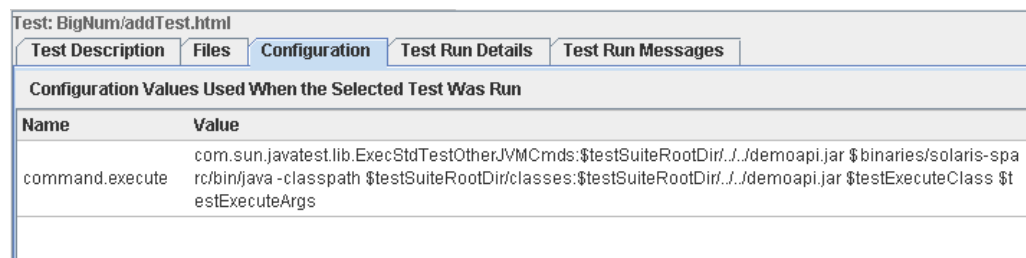 Test: BigNum/addTest.html
Test Description Files Configuration Test Run Details Test Run Messages
Configuration Values Used When the Selected Test Was Run
Name Value
com.sun.javatest.lib.ExecStdTestOtherJVMCmds:$testSuiteRootDir/../../demoapi.jar $binaries/solaris-spa
command.execute rc/bin/java -classpath $testSuiteRootDir/classes:$testSuiteRootDir/../../demoapi.jar $testExecuteClass $t
estExecuteArgs